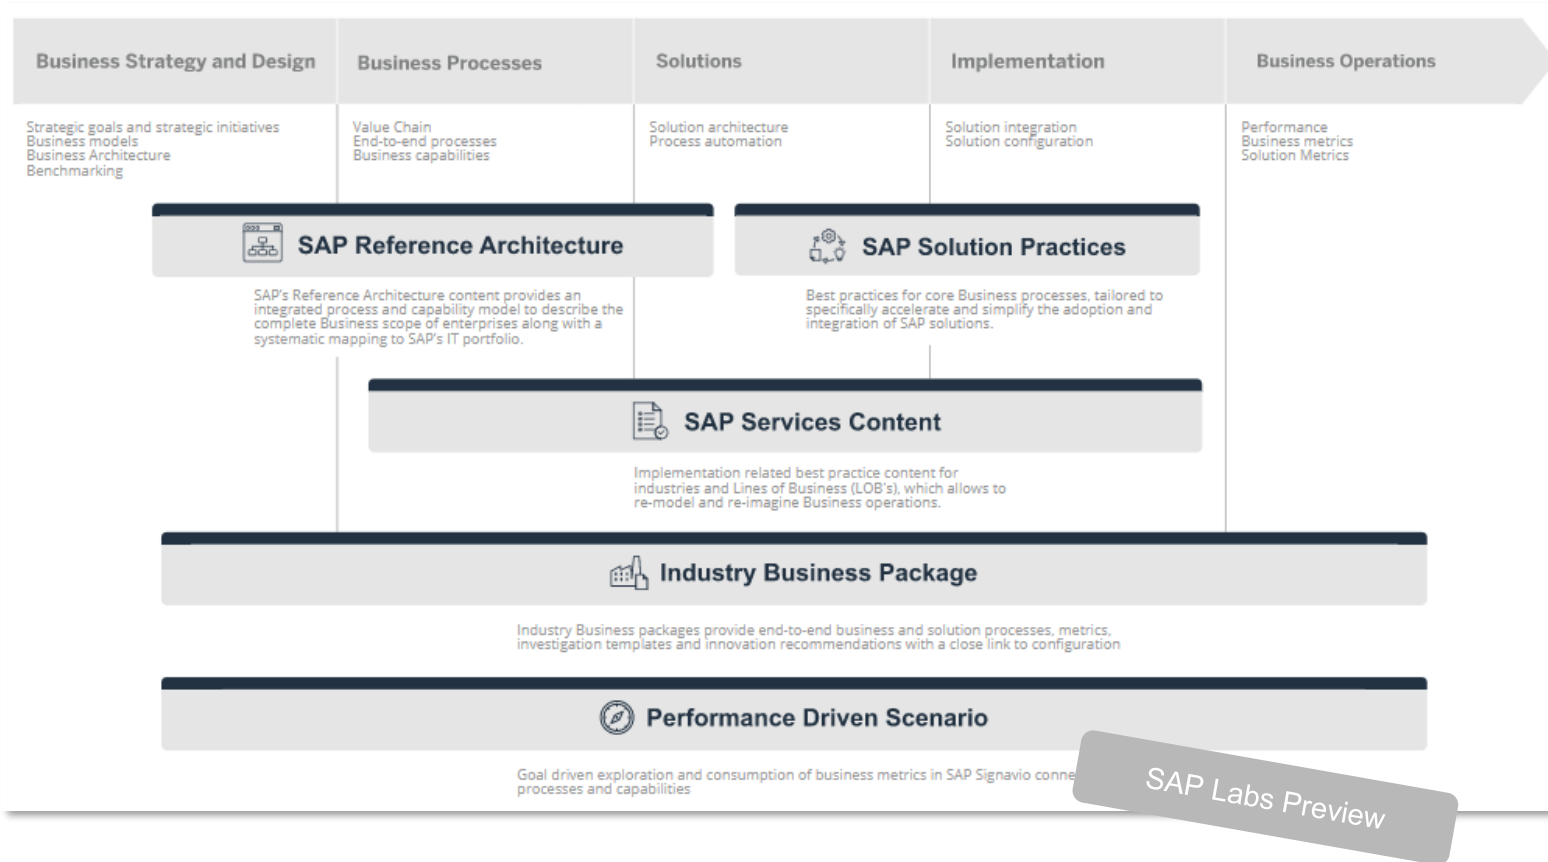 Business Strategy and Design
Business Processes
Solutions
Implementation
Business Operations
Strategic goals and strategic initiatives
Business models
Business Architecture
Benchmarking
Value Chain
End-to-end processes
Business capabilities
Solution architecture
Process automation
Solution integration
Solution configuration
Performance
Business metrics
Solution Metrics
SAP Reference Architecture
SAP's Reference Architecture content provides an
integrated process and capability model to describe the
complete Business scope of enterprises along with a
systematic mapping to SAP's IT portfolio.
SAP Solution Practices
Best practices for core Business processes, tailored to
specifically accelerate and simplify the adoption and
integration of SAP solutions.
SAP Services Content
Implementation related best practice content for
industries and Lines of Business (LOB's), which allows to
re-model and re-imagine Business operations.
Industry Business Package
Industry Business packages provide end-to-end business and solution processes, metrics,
investigation templates and innovation recommendations with a close link to configuration
Performance Driven Scenario
Goal driven exploration and consumption of business metrics in SAP Signavio
processes and capabilities
SAP Labs Preview